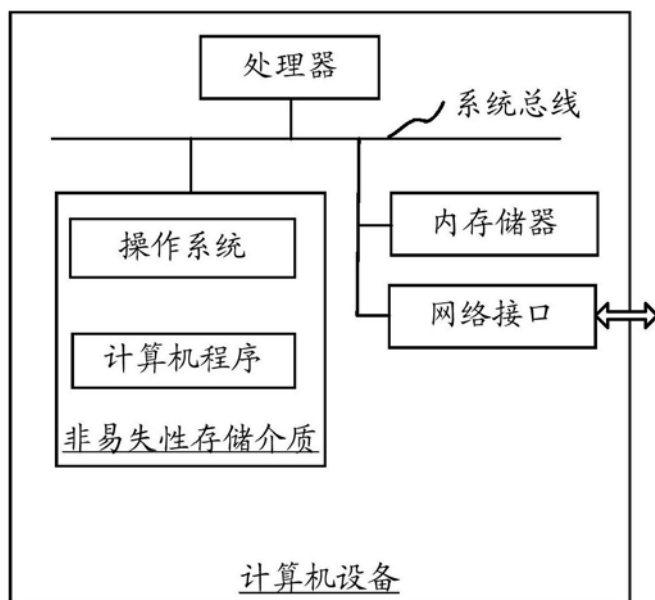 处理器
系统总线
操作系统
内存储器
网络接口
计算机程序
非易失性存储介质
计算机设备